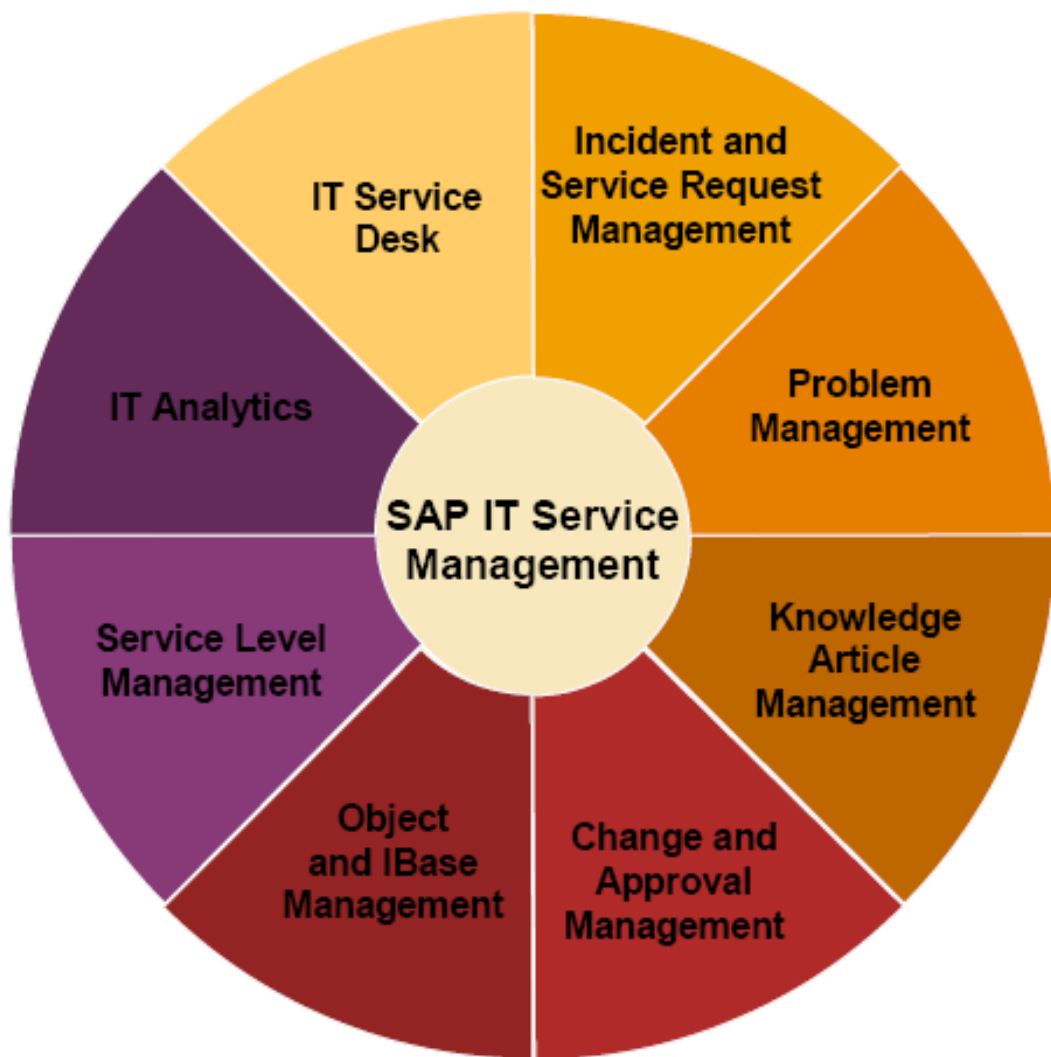 Incident and
Service Request
Management
IT Service
Desk
Problem
Management
IT Analytics
SAP IT Service
Management
Knowledge
Article
Management
Service Level
Management
Object
and IBase
Management
Change and
Approval
Management